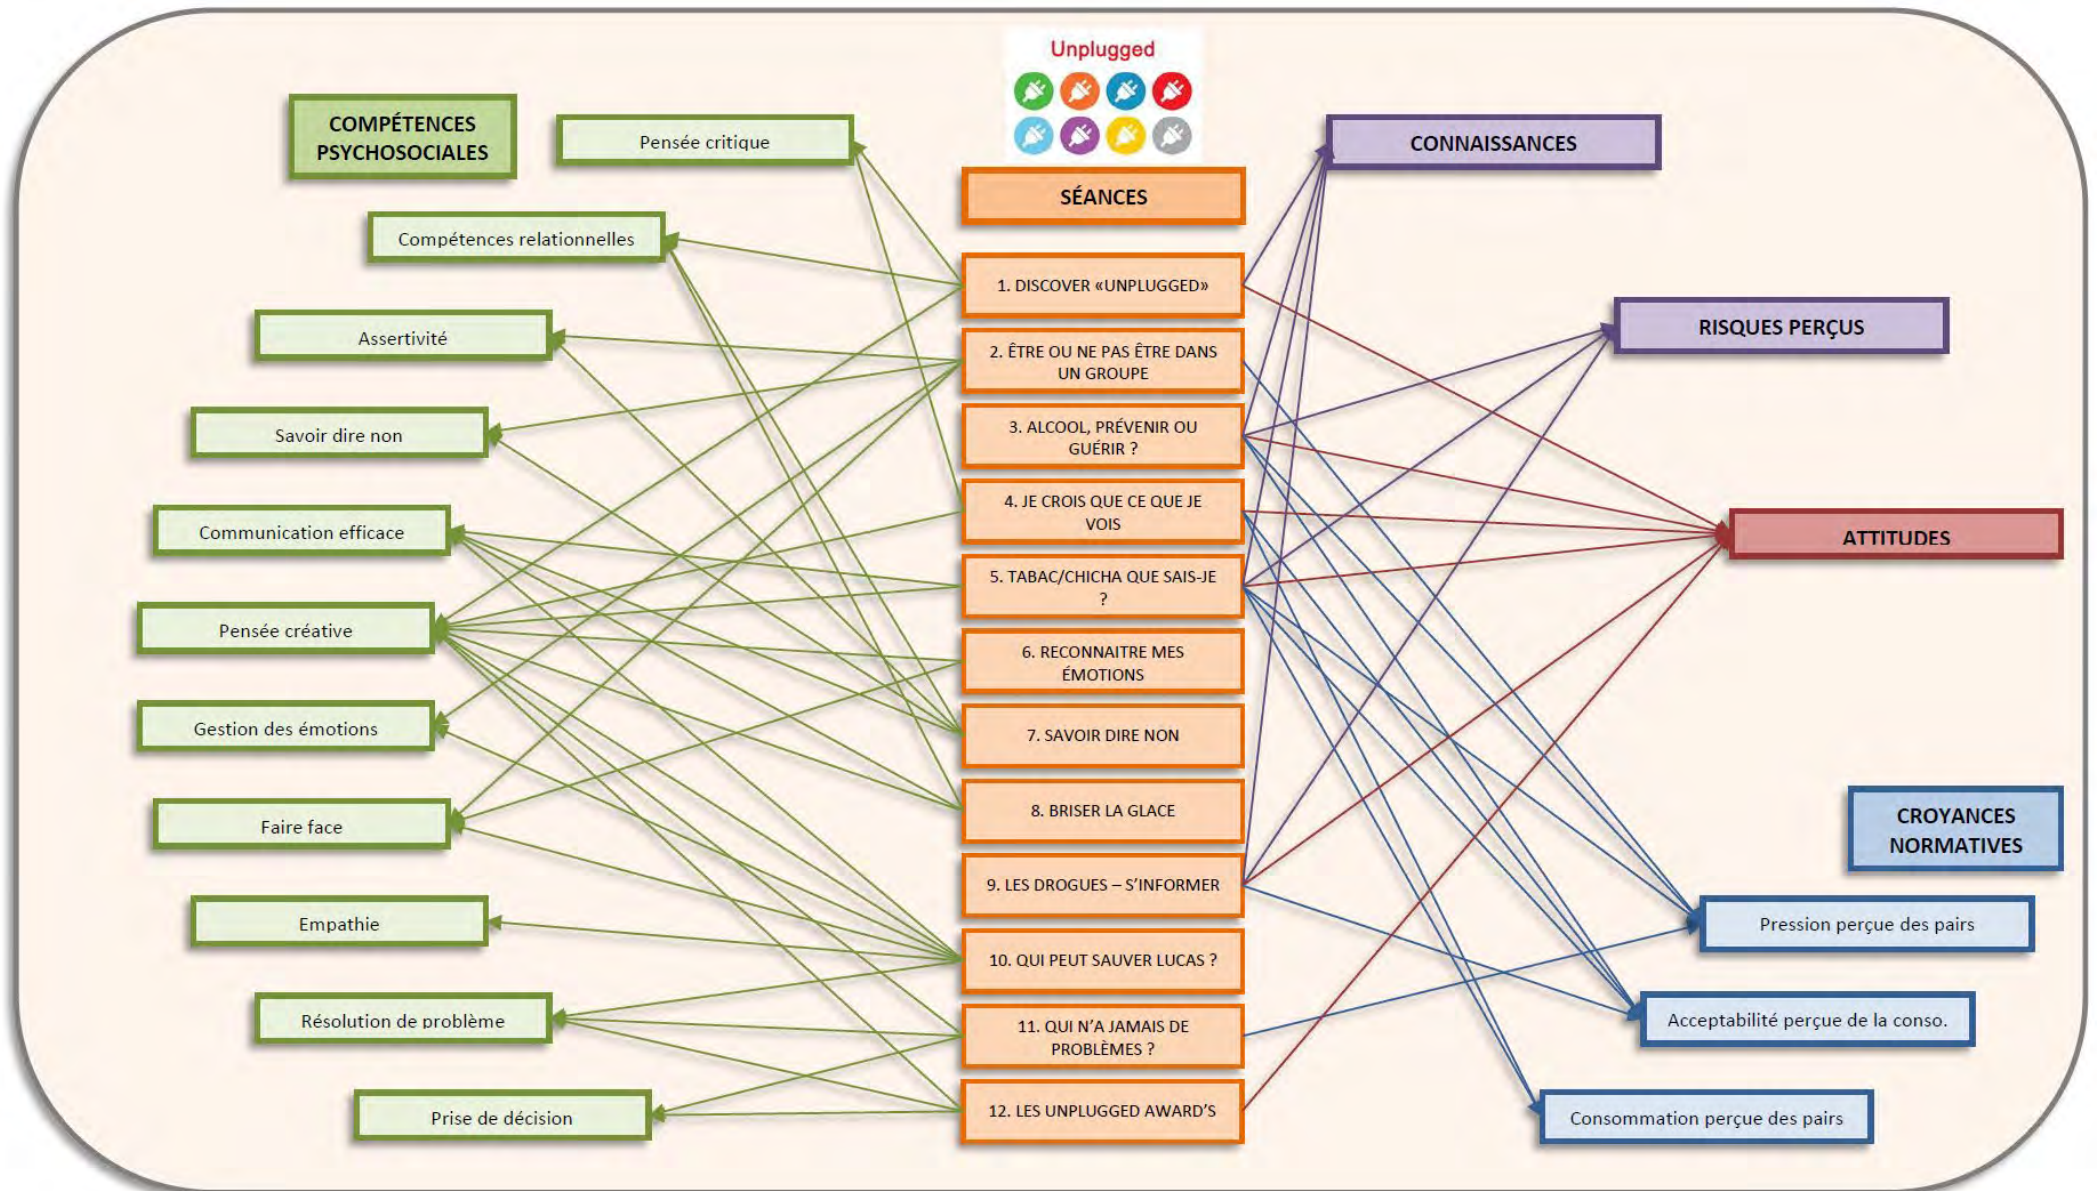 Unplugged
COMPÉTENCES
PSYCHOSOCIALES
Pensée critique
Compétences relationnelles
Assertivité
Savoir dire non
Communication efficace
Pensée créative
Gestion des émotions
Faire face
Empathie
Résolution de problème
Prise de décision
SÉANCES
1. DISCOVER «UNPLUGGED»
2. ÊTRE OU NE PAS ÊTRE DANS
UN GROUPE
3. ALCOOL, PRÉVENIR OU
GUÉRIR ?
4. JE CROIS QUE CE QUE JE
VOIS
5. TABAC/CHICHA QUE SAIS-JE
?
6. RECONNAITRE MES
ÉMOTIONS
7. SAVOIR DIRE NON
8. BRISER LA GLACE
9. LES DROGUES – S'INFORMER
10. QUI PEUT SAUVER LUCAS ?
11. QUI N'A JAMAIS DE
PROBLÈMES ?
12. LES UNPLUGGED AWARD'S
CONNAISSANCES
RISQUES PERÇUS
ATTITUDES
CROYANCES
NORMATIVES
Pression perçue des pairs
Acceptabilité perçue de la conso.
Consommation perçue des pairs